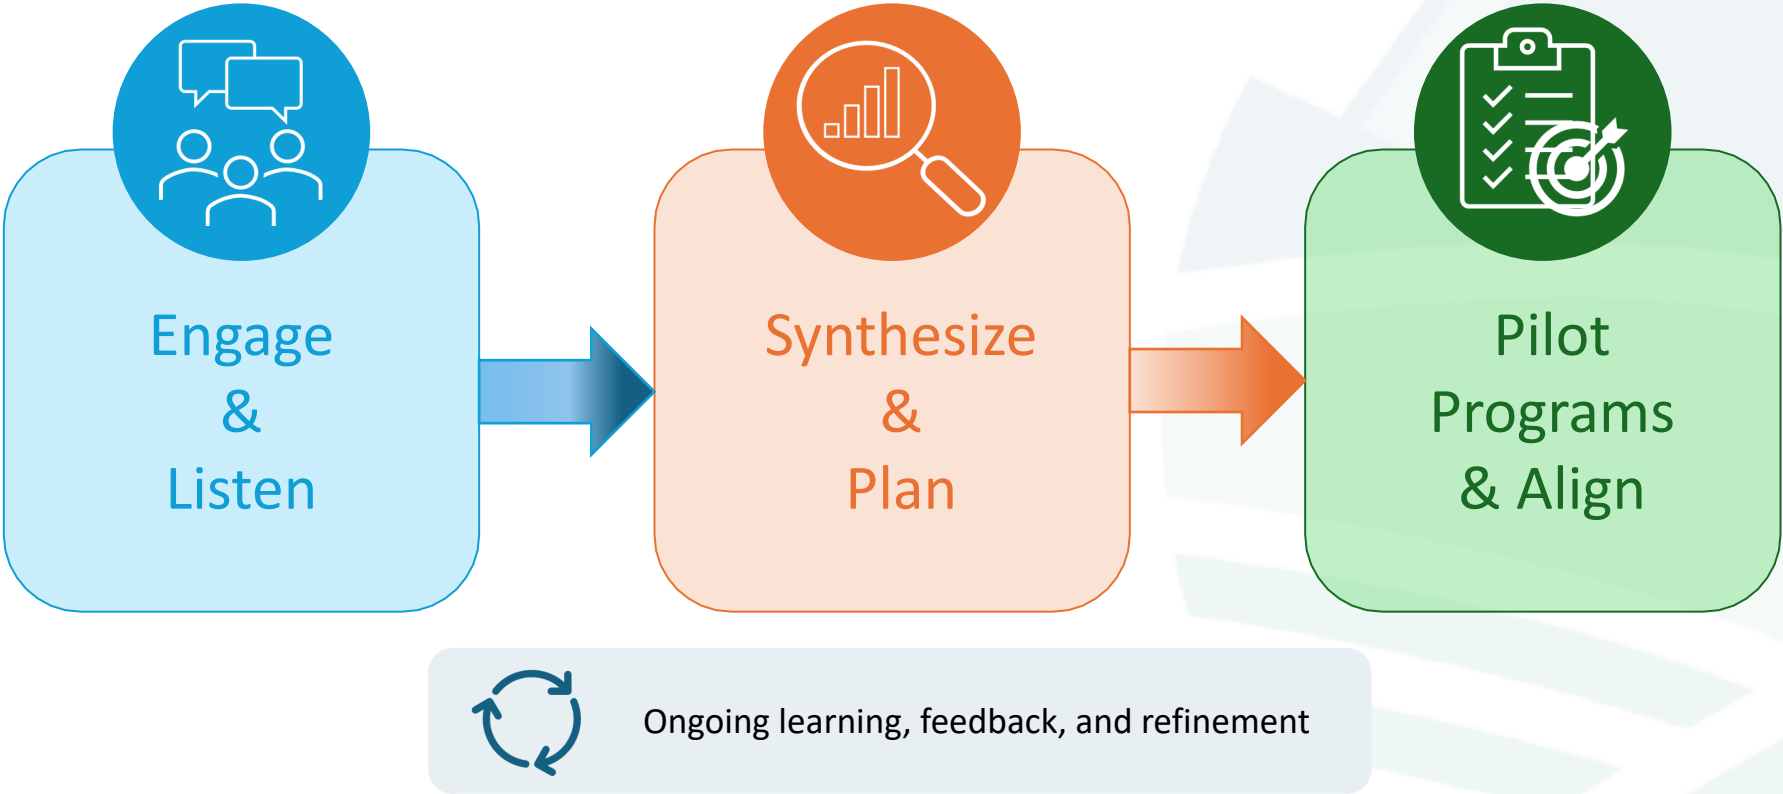 Engage
&
Listen
Synthesize
&
Plan
Pilot
Programs
& Align
Ongoing learning, feedback, and refinement